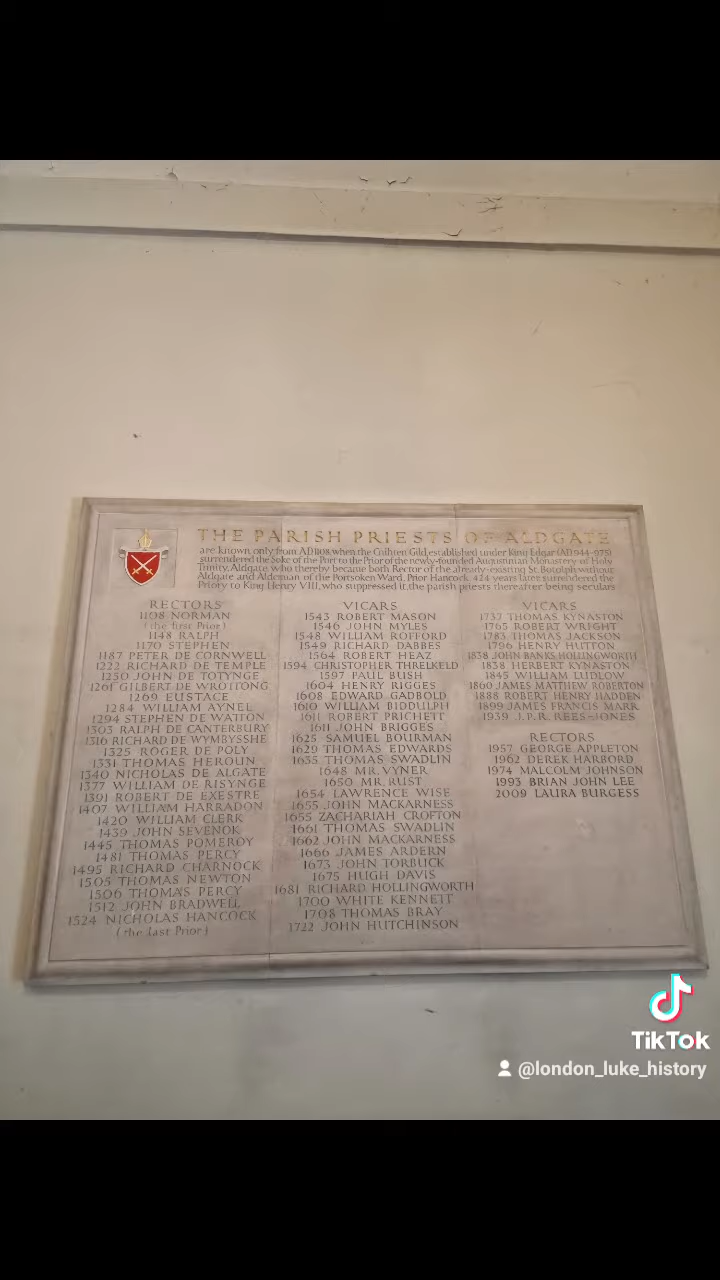 THE PARISH PRIESTS OF ALDGATE
are known only from AD 1108, when the Cnihten Gild, established under King Edgar (AD 944-975)
surrendered the Soke of the Port to the Prior of the newly-founded Augustinian Monastery of Holy
Trinity, Aldgate, who thereby became both Rector of the already-existing St. Botolph without
Aldgate and Alderman of the Portsoken Ward. Prior Hancock, 424 years later surrendered the
Priory to King Henry VIII, who suppressed it, the parish priests thereafter being seculars
RECTORS
1108 NORMAN
(the first Prior)
1148 RALPH
1170 STEPHEN
1187 PETER DE CORNWELL
1222 RICHARD DE TEMPLE
1250 JOHN DE TOTYNGE
1261 GILBERT DE WROTTONG
1269 EUSTACE
1284 WILLIAM AYNEL
1294 STEPHEN DE WATTON
1303 RALPH DE CANTERBURY
1316 RICHARD DE WYMBYSSHE
1325 ROGER DE POLY
1331 THOMAS HEROUN
1340 NICHOLAS DE ALGATE
1377 WILLIAM DE RISYNGE
1391 ROBERT DE EXESTRE
1407 WILLIAM HARRADON
1420 WILLIAM CLERK
1439 JOHN SEVENOK
1445 THOMAS POMEROY
1481 THOMAS PERCY
1495 RICHARD CHARNOCK
1505 THOMAS NEWTON
1506 THOMAS PERCY
1512 JOHN BRADWELL
1524 NICHOLAS HANCOCK
(the last Prior)
VICARS
1543 ROBERT MASON
1546 JOHN MYLES
1548 WILLIAM ROFFORD
1549 RICHARD DABBES
1564 ROBERT HEAZ
1594 CHRISTOPHER THRELKELD
1597 PAUL BUSH
1604 HENRY RIGGES
1608 EDWARD GADBOLD
1610 WILLIAM BIDDULPH
1611 ROBERT PRICHETT
1611 JOHN BRIGGES
1625 SAMUEL BOURMAN
1629 THOMAS EDWARDS
1635 THOMAS SWADLIN
1648 MR. VYNER
1650 MR. RUST
1654 LAWRENCE WISE
1655 JOHN MACKARNESS
1655 ZACHARIAH CROFTON
1661 THOMAS SWADLIN
1662 JOHN MACKARNESS
1666 JAMES ARDERN
1673 JOHN TORBUCK
1675 HUGH DAVIS
1681 RICHARD HOLLINGWORTH
1700 WHITE KENNETT
1708 THOMAS BRAY
1722 JOHN HUTCHINSON
VICARS
1737 THOMAS KYNASTON
1765 ROBERT WRIGHT
1783 THOMAS JACKSON
1796 HENRY HUTTON
1838 JOHN BANKS HOLLINGWORTH
1838 HERBERT KYNASTON
1845 WILLIAM LUDLOW
1860 JAMES MATTHEW ROBERTON
1888 ROBERT HENRY HADDEN
1899 JAMES FRANCIS MARR
1939 J.P.R. REES-JONES
RECTORS
1957 GEORGE APPLETON
1962 DEREK HARBORD
1974 MALCOLM JOHNSON
1993 BRIAN JOHN LEE
2009 LAURA BURGESS
TikTok
@london_luke_history